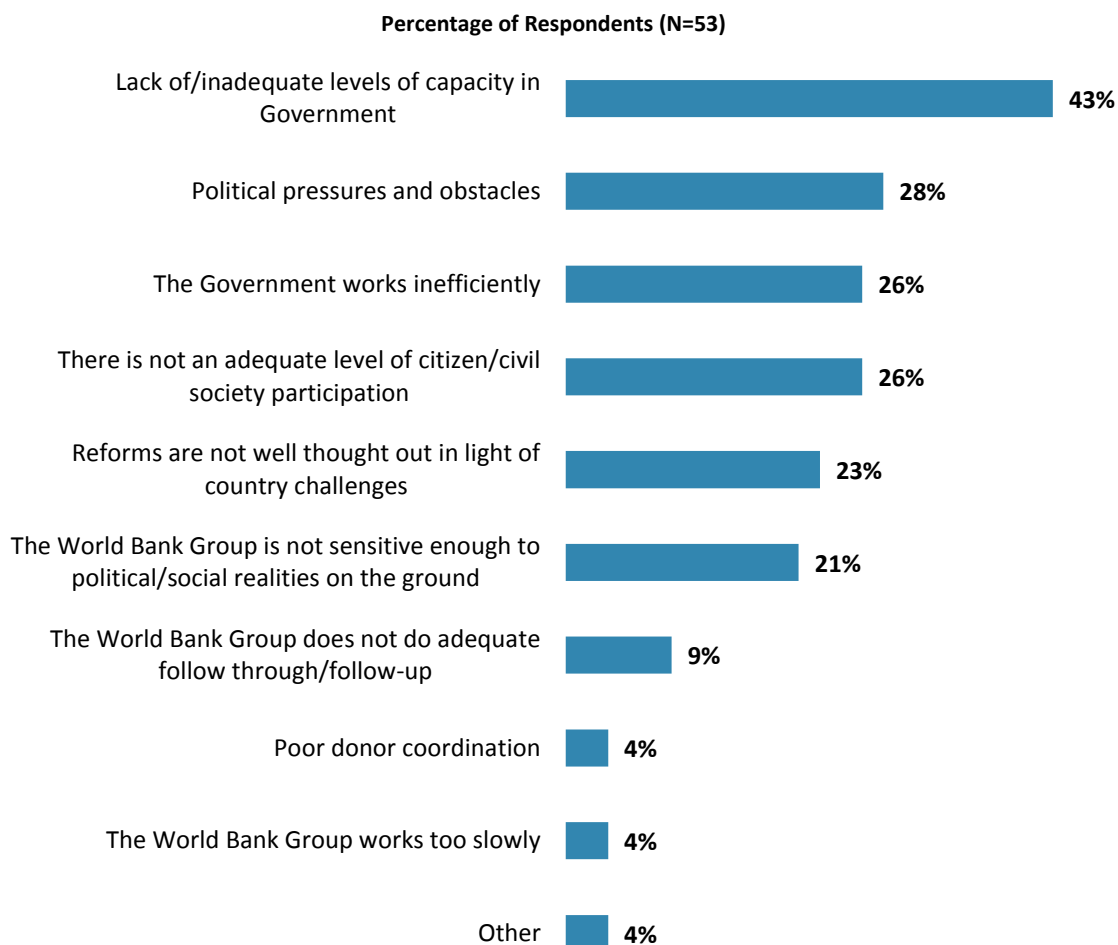 Percentage of Respondents (N=53)
Lack of/inadequate levels of capacity in
Government
43%
Political pressures and obstacles
28%
The Government works inefficiently
26%
There is not an adequate level of citizen/civil
society participation
26%
Reforms are not well thought out in light of
country challenges
23%
The World Bank Group is not sensitive enough to
political/social realities on the ground
21%
The World Bank Group does not do adequate
follow through/follow-up
9%
Poor donor coordination
4%
The World Bank Group works too slowly
4%
Other
4%